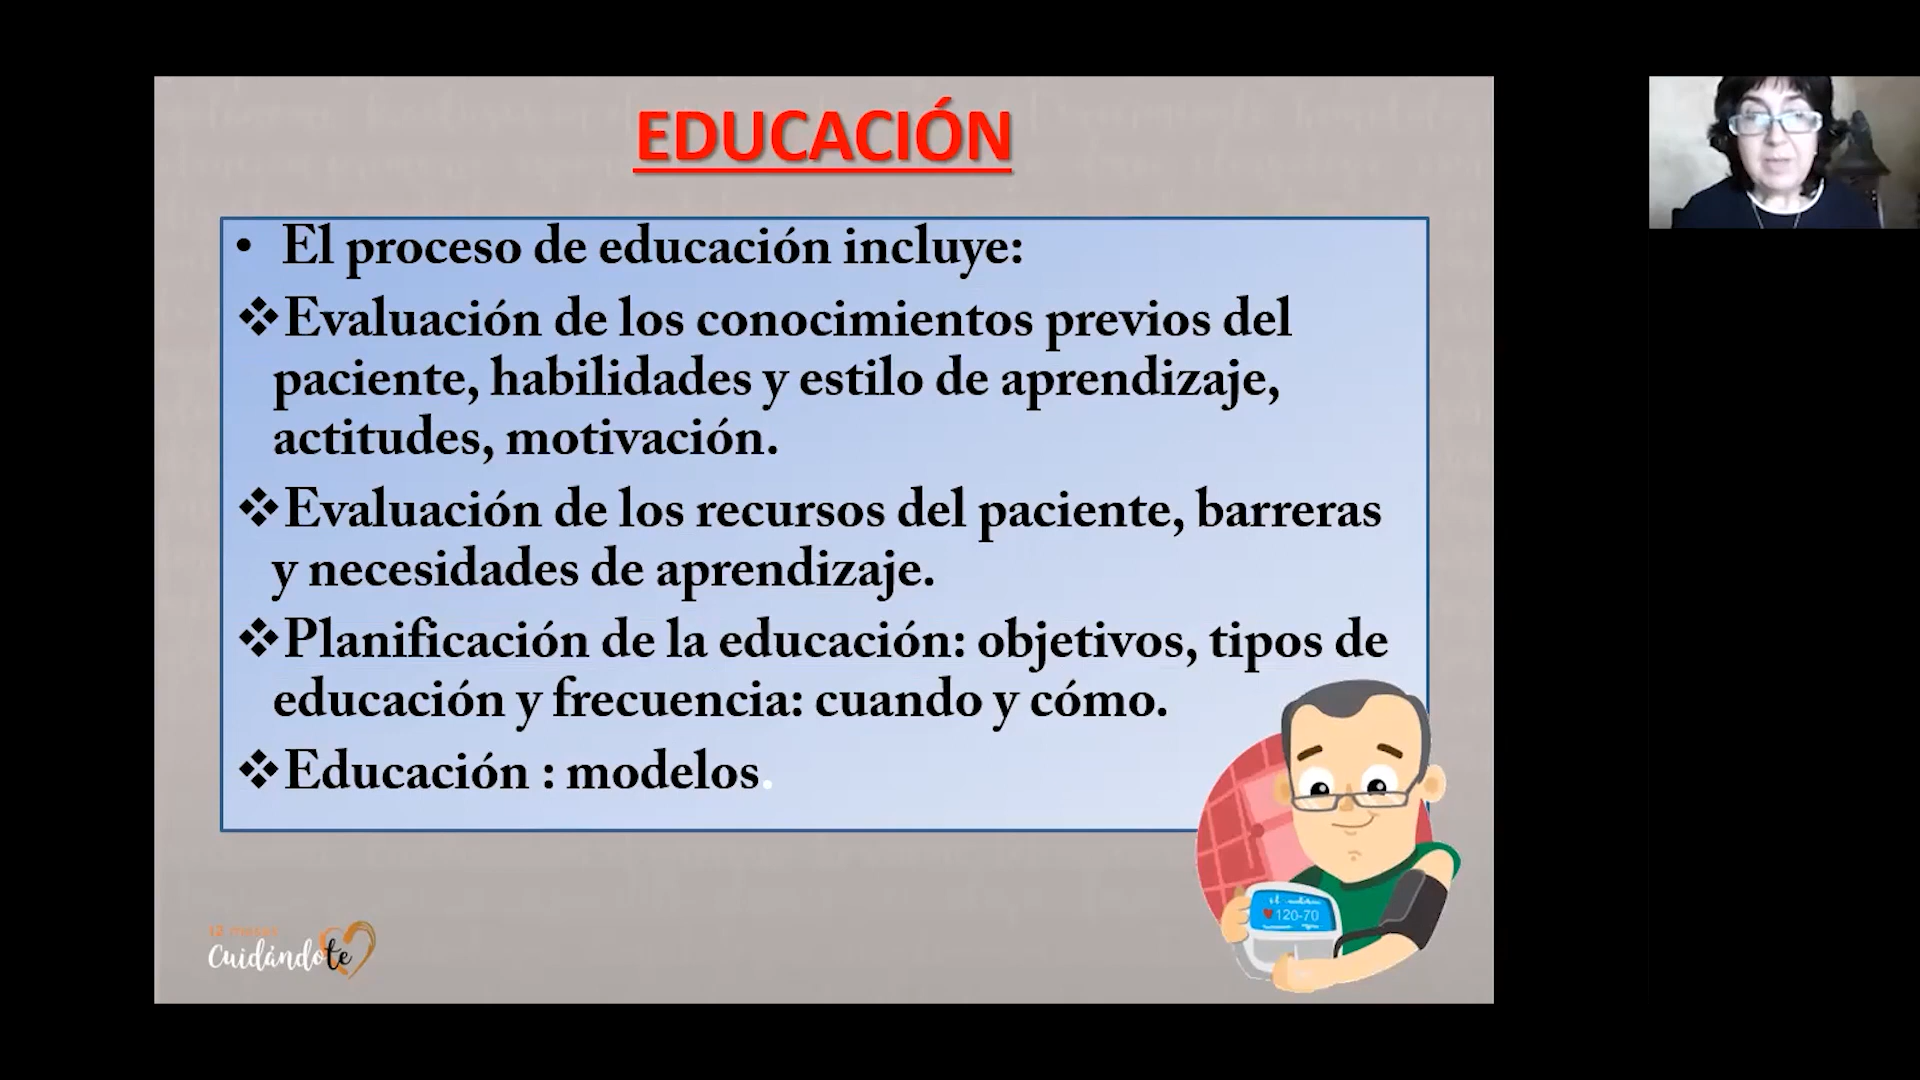 EDUCACIÓN
• El proceso de educación incluye:
❖Evaluación de los conocimientos previos del
paciente, habilidades y estilo de aprendizaje,
actitudes, motivación.
❖Evaluación de los recursos del paciente, barreras
y necesidades de aprendizaje.
❖Planificación de la educación: objetivos, tipos de
educación y frecuencia: cuando y cómo.
❖Educación : modelos.
120-70
12 meses
Cuidándote